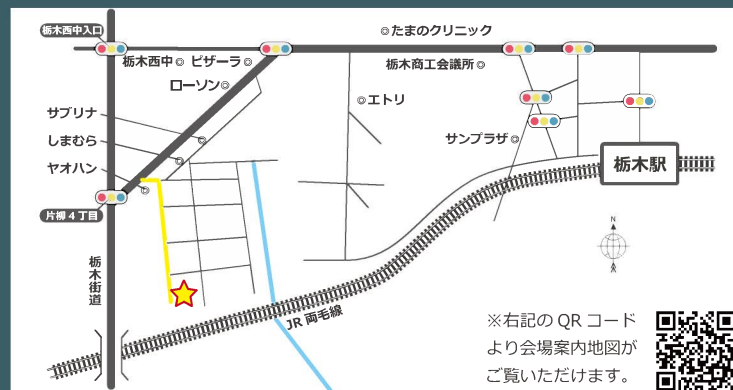 栃木西中入口
たまのクリニック
栃木西中
ピザーラ
栃木商工会議所
ローソン
エトリ
サブリナ
しまむら
サンプラザ
ヤオハン
栃木駅
片柳4丁目
N
栃木街道
JR両毛線
※右記のQRコード
より会場案内地図が
ご覧いただけます。